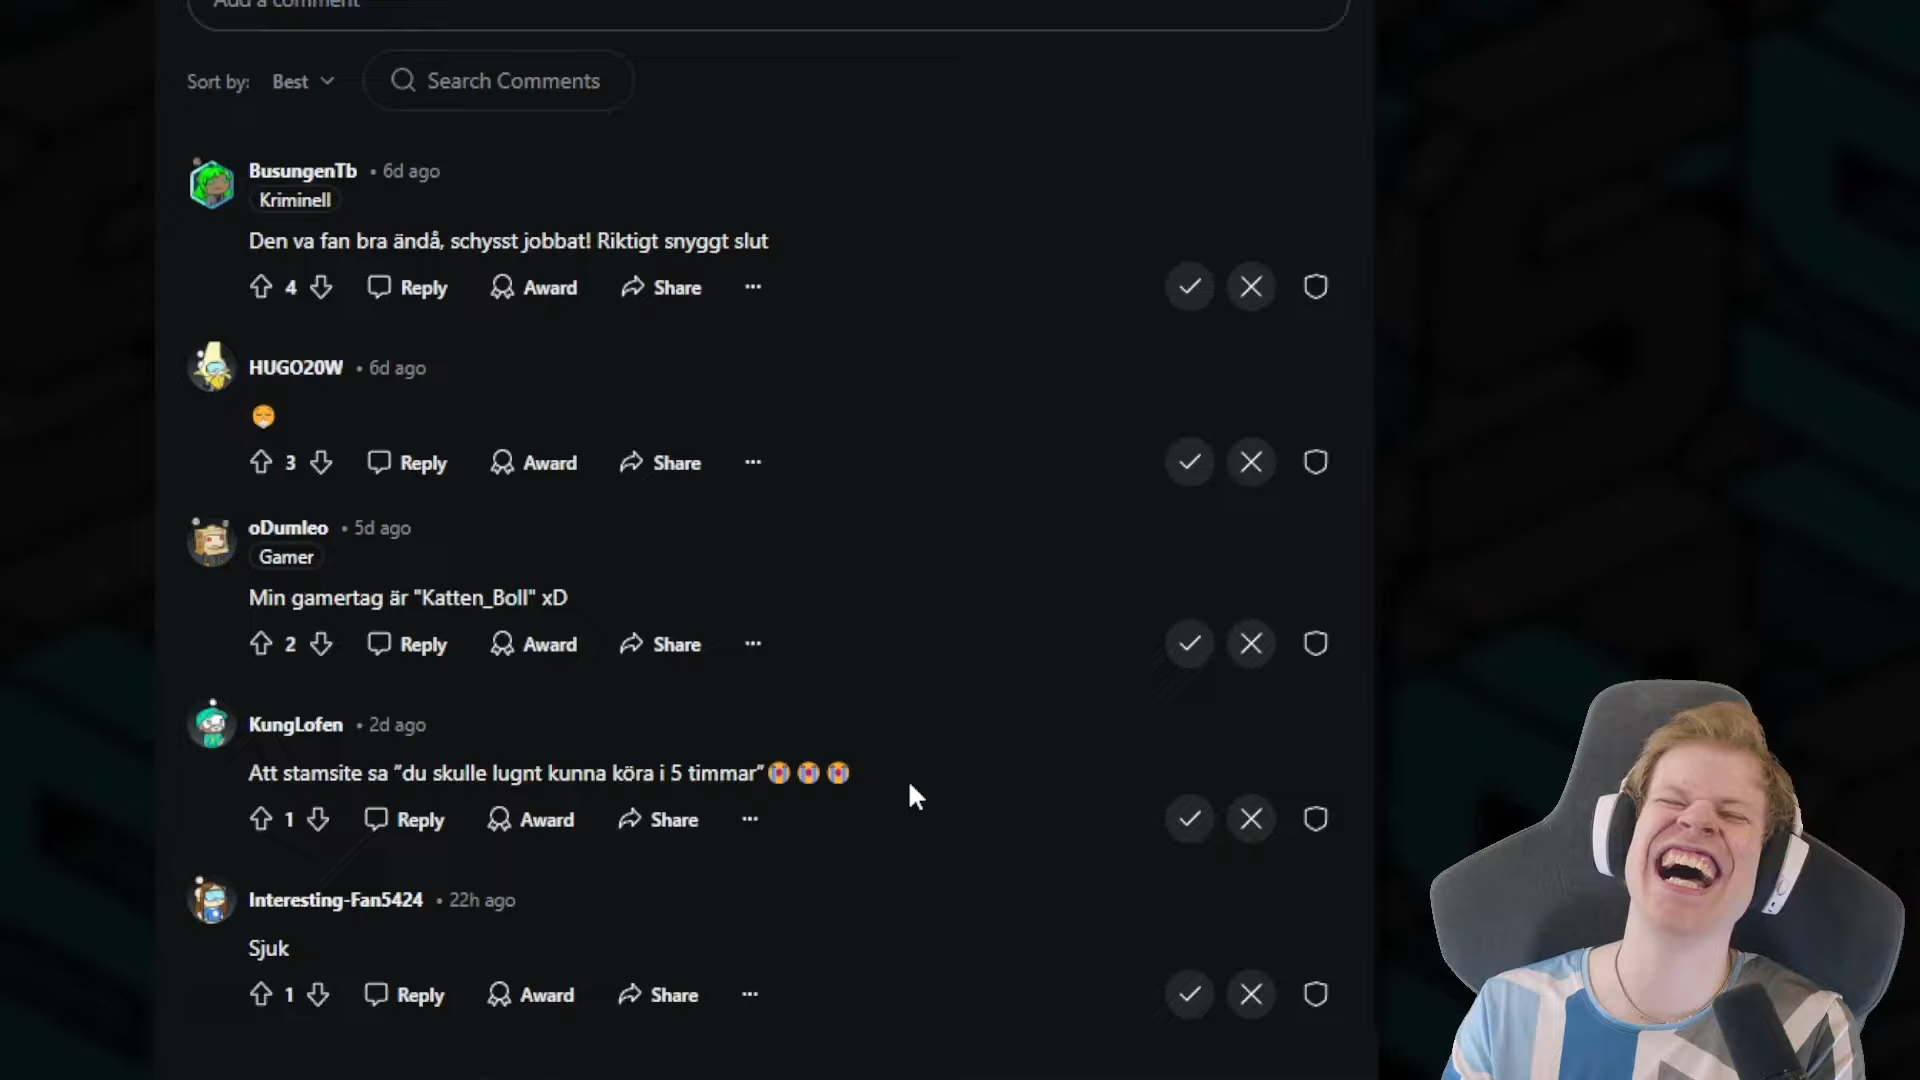 Add a comment
Sort by: Best Search Comments
BusungenTb • 6d ago
Kriminell
Den va fan bra ändå, schysst jobbat! Riktigt snyggt slut
4 Reply Award Share ...
HUGO20W • 6d ago
3 Reply Award Share ...
oDumleo • 5d ago
Gamer
Min gamertag är "Katten_Boll" xD
2 Reply Award Share ...
KungLofen • 2d ago
Att stamsite sa ”du skulle lugnt kunna köra i 5 timmar”😭😭😭
1 Reply Award Share ...
Interesting-Fan5424 • 22h ago
Sjuk
1 Reply Award Share ...